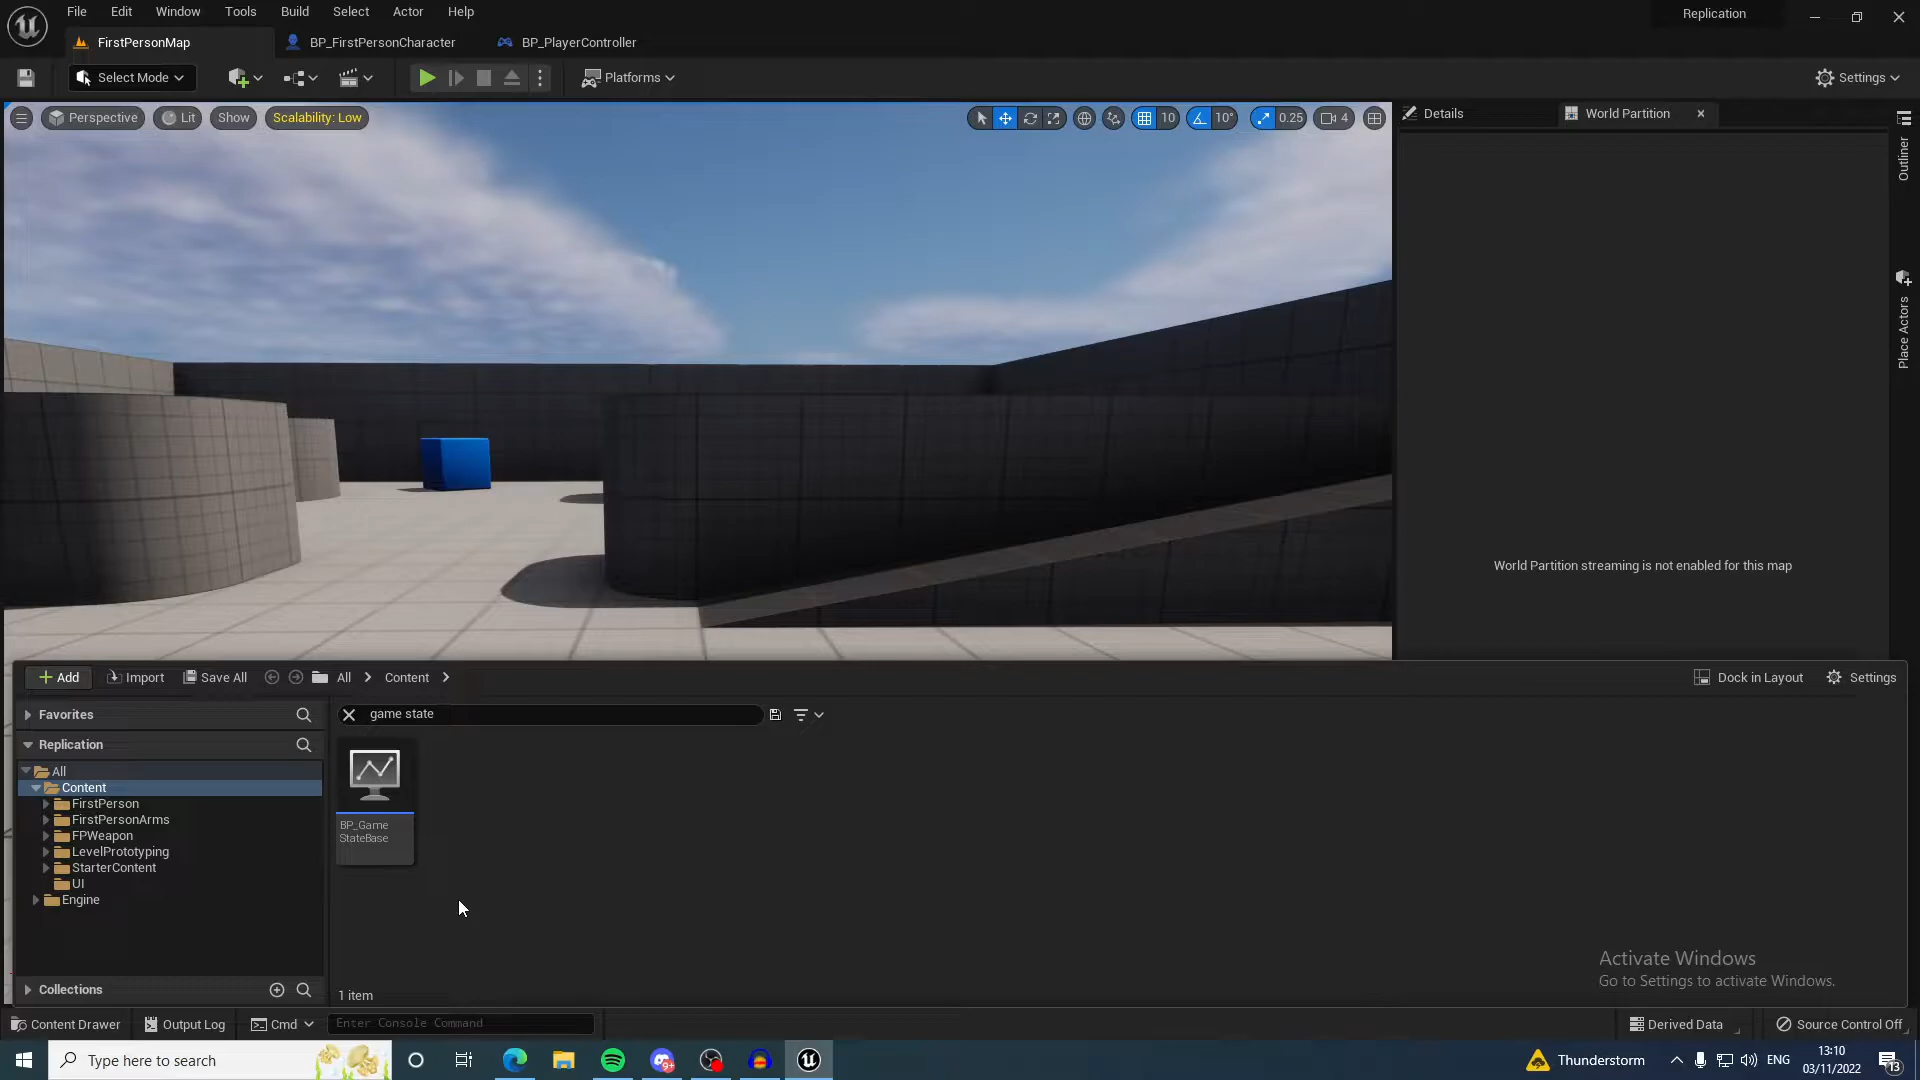 File Edit Window Tools Build Select Actor Help
Replication
FirstPersonMap
BP_FirstPersonCharacter
BP_PlayerController
Select Mode
Platforms
Settings
Perspective
Lit
Show
Scalability: Low
10
10°
0.25
4
Details
World Partition
Outliner
Place Actors
World Partition streaming is not enabled for this map
Add
Import
Save All
All
Content
Dock in Layout
Settings
Favorites
game state
Replication
All
Content
FirstPerson
FirstPersonArms
FPWeapon
LevelPrototyping
StarterContent
UI
Engine
BP_Game
StateBase
Activate Windows
Go to Settings to activate Windows.
Collections
1 item
Content Drawer
Output Log
Cmd
Enter Console Command
Derived Data
Source Control Off
Type here to search
9+
Thunderstorm
ENG
13:10
03/11/2022
13